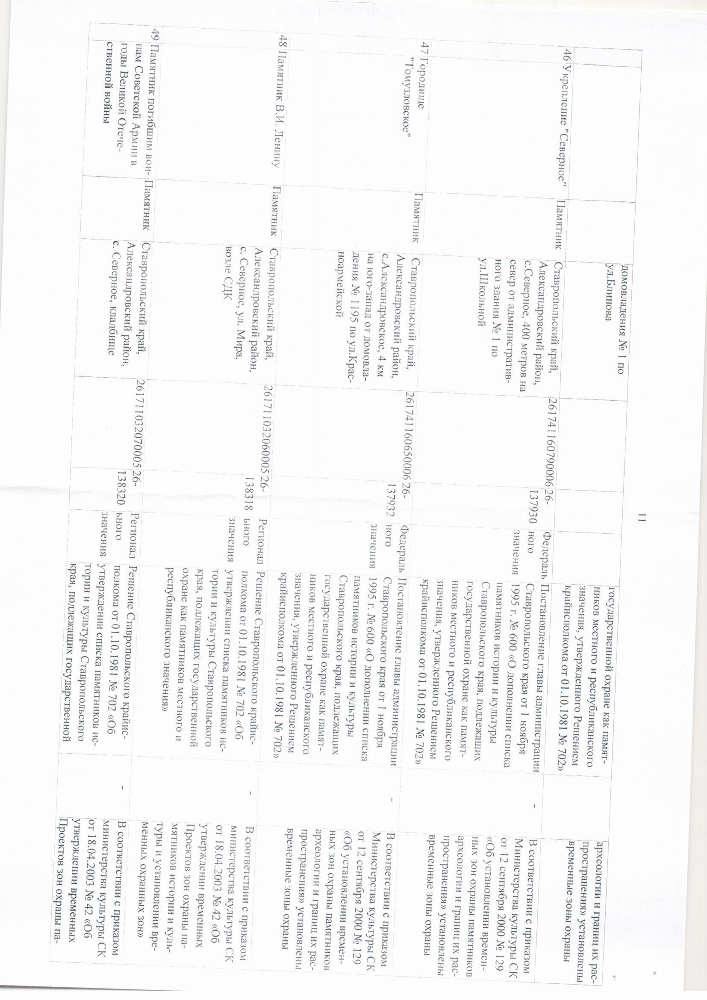 11
домовладения № 1 по
ул.Блинова
государственной охране как памят-
ников местного и республиканского
значения, утвержденного Решением
крайисполкома от 01.10.1981 № 702»
археологии и границ их рас-
пространения» установлены
временные зоны охраны
46
Укрепление "Северное"
Памятник
Ставропольский край,
Александровский район,
с.Северное, 400 метров на
север от административ-
ного здания № 1 по
ул.Школьной
261741160790006
26-
137930
Федераль
ного
значения
Постановление главы администрации
Ставропольского края от 1 ноября
1995 г. № 600 «О дополнении списка
памятников истории и культуры
Ставропольского края, подлежащих
государственной охране как памят-
ников местного и республиканского
значения, утвержденного Решением
крайисполкома от 01.10.1981 № 702»
-
В соответствии с приказом
Министерства культуры СК
от 12 сентября 2000 № 129
«Об установлении времен-
ных зон охраны памятников
археологии и границ их рас-
пространения» установлены
временные зоны охраны
47
Городище
"Томузловское"
Памятник
Ставропольский край,
Александровский район,
с.Александровское, 4 км
на юго-запад от домовла-
дения № 1195 по ул.Крас-
ноармейской
261741160650006
26-
137932
Федераль
ного
значения
Постановление главы администрации
Ставропольского края от 1 ноября
1995 г. № 600 «О дополнении списка
памятников истории и культуры
Ставропольского края, подлежащих
государственной охране как памят-
ников местного и республиканского
значения, утвержденного Решением
крайисполкома от 01.10.1981 № 702»
-
В соответствии с приказом
Министерства культуры СК
от 12 сентября 2000 № 129
«Об установлении времен-
ных зон охраны памятников
археологии и границ их рас-
пространения» установлены
временные зоны охраны
48
Памятник В.И. Ленину
Памятник
Ставропольский край,
Александровский район,
с. Северное, ул. Мира,
возле СДК
261711032060005
26-
138318
Регионал
ьного
значения
Решение Ставропольского крайис-
полкома от 01.10.1981 № 702 «Об
утверждении списка памятников ис-
тории и культуры Ставропольского
края, подлежащих государственной
охране как памятников местного и
республиканского значения»
-
В соответствии с приказом
министерства культуры СК
от 18.04.2003 № 42 «Об
утверждении временных
Проектов зон охраны па-
мятников истории и куль-
туры и установлении вре-
менных охранных зон»
49
Памятник погибшим вои-
нам Советской Армии в
годы Великой Отече-
ственной войны
Памятник
Ставропольский край,
Александровский район,
с. Северное, кладбище
261711032070005
26-
138320
Регионал
ьного
значения
Решение Ставропольского крайис-
полкома от 01.10.1981 № 702 «Об
утверждении списка памятников ис-
тории и культуры Ставропольского
края, подлежащих государственной
-
В соответствии с приказом
министерства культуры СК
от 18.04.2003 № 42 «Об
утверждении временных
Проектов зон охраны па-